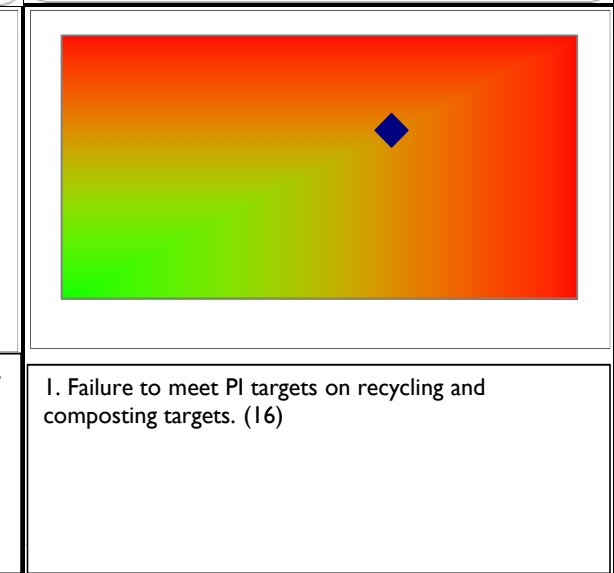 1. Failure to meet PI targets on recycling and
composting targets. (16)